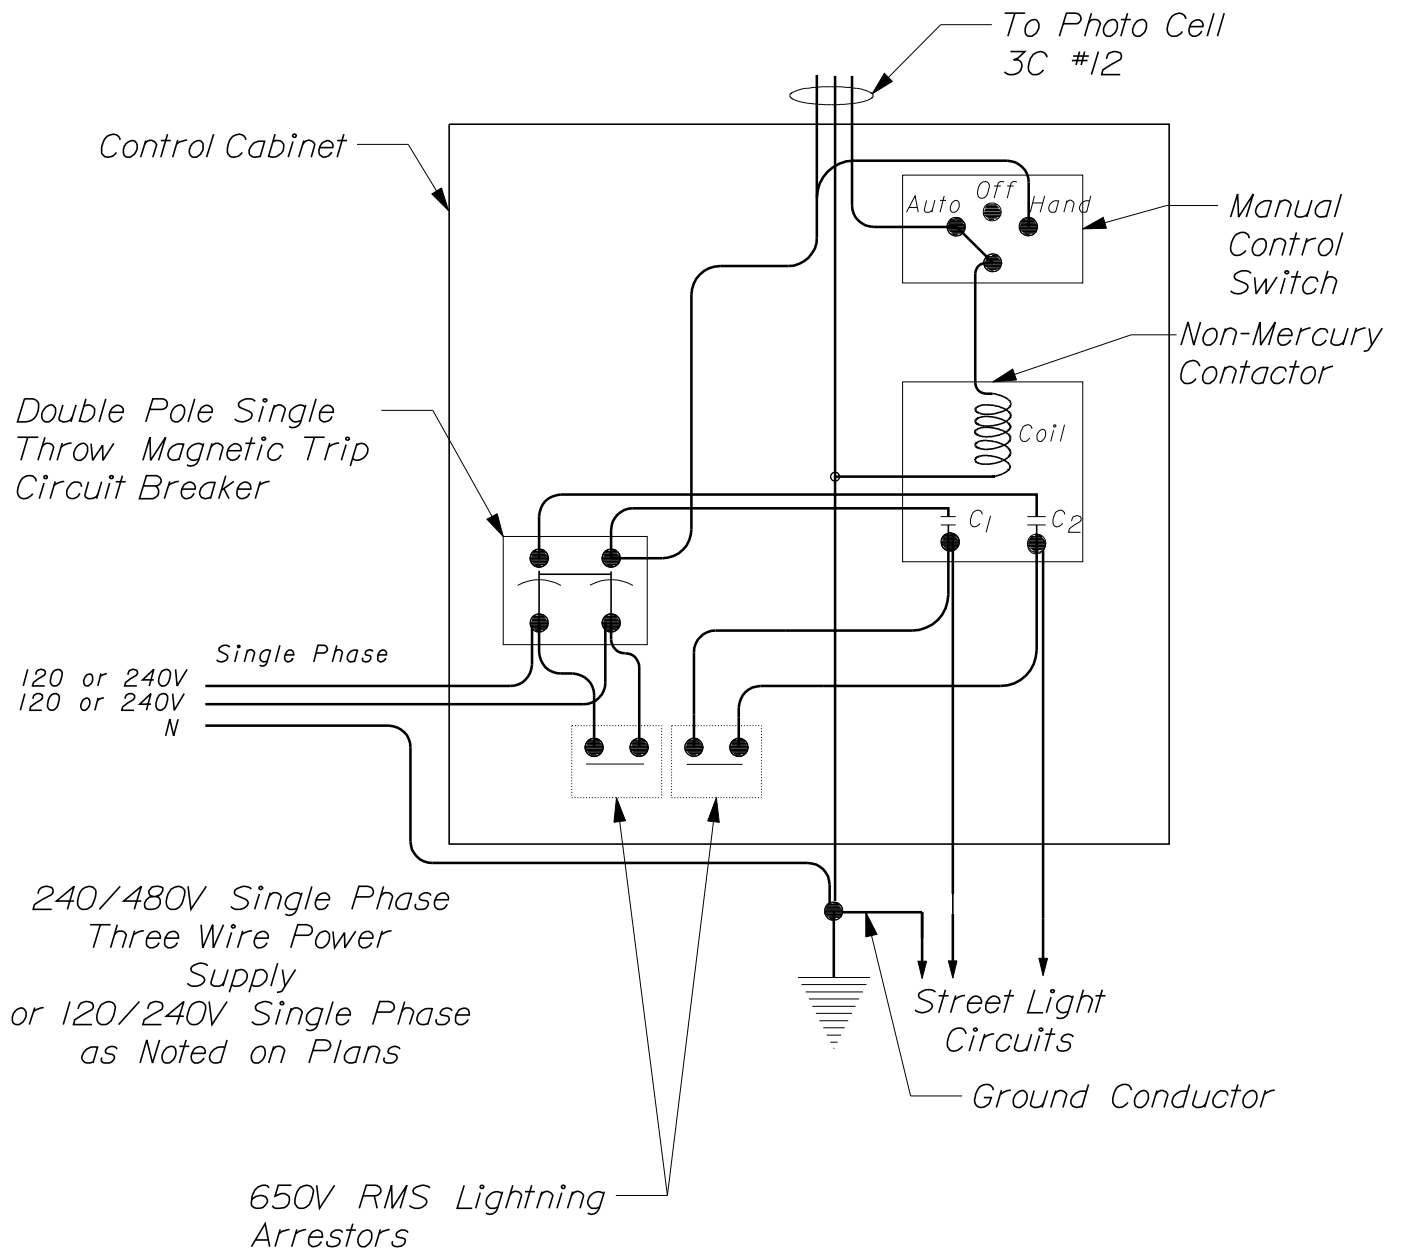 To Photo Cell
3C #12
Control Cabinet
Off
Auto
Hand
Manual
Control
Switch
Non-Mercury
Contactor
Double Pole Single
Throw Magnetic Trip
Circuit Breaker
Coil
C1
C2
Single Phase
120 or 240V
120 or 240V
N
240/480V Single Phase
Three Wire Power
Supply
or 120/240V Single Phase
as Noted on Plans
Street Light
Circuits
Ground Conductor
650V RMS Lightning
Arrestors